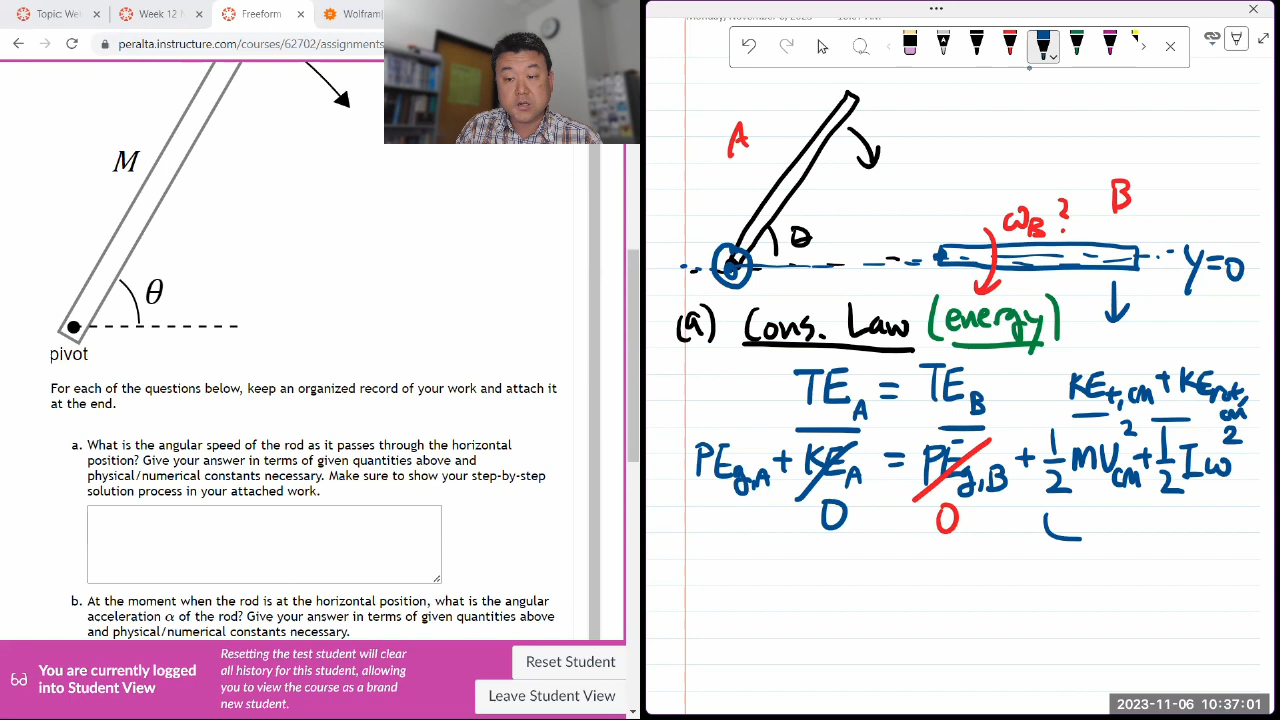 Topic
Week 12 M
Freeform
Wolfram|
peralta.instructure.com/courses/62702/assignments
M
θ
pivot
For each of the questions below, keep an organized record of your work and attach it
at the end.
a. What is the angular speed of the rod as it passes through the horizontal
position? Give your answer in terms of given quantities above and
physical/numerical constants necessary. Make sure to show your step-by-step
solution process in your attached work.
b. At the moment when the rod is at the horizontal position, what is the angular
acceleration α of the rod? Give your answer in terms of given quantities above
and physical/numerical constants necessary.
You are currently logged
into Student View
Resetting the test student will clear
all history for this student, allowing
you to view the course as a brand
new student.
Reset Student
Leave Student View
A
θ
ω_B ?
B
y=0
(a) Cons. Law (energy)
TE_A = TE_B
KE_t,cm + KE_rot,cm
PE_g,A + KE_A = PE_g,B + 1/2 M V_cm^2 + 1/2 I ω^2
0
0
2023-11-06 10:37:01